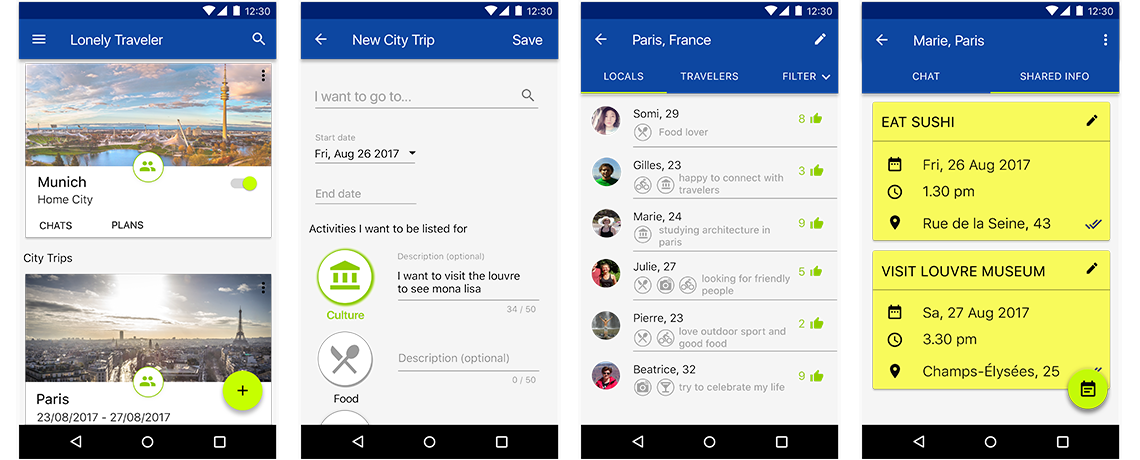 12:30
Lonely Traveler
Munich
Home City
CHATS PLANS
City Trips
Paris
23/08/2017 - 27/08/2017
12:30
New City Trip Save
I want to go to...
Start date
Fri, Aug 26 2017
End date
Activities I want to be listed for
Description (optional)
I want to visit the louvre
to see mona lisa
34 / 50
Culture
Description (optional)
0 / 50
Food
12:30
Paris, France
LOCALS TRAVELERS FILTER
Somi, 29
Food lover
8
Gilles, 23
happy to connect with
travelers
3
Marie, 24
studying architecture in
paris
9
Julie, 27
looking for friendly
people
5
Pierre, 23
love outdoor sport and
good food
2
Beatrice, 32
try to celebrate my life
9
12:30
Marie, Paris
CHAT SHARED INFO
EAT SUSHI
Fri, 26 Aug 2017
1.30 pm
Rue de la Seine, 43
VISIT LOUVRE MUSEUM
Sa, 27 Aug 2017
3.30 pm
Champs-Élysées, 25